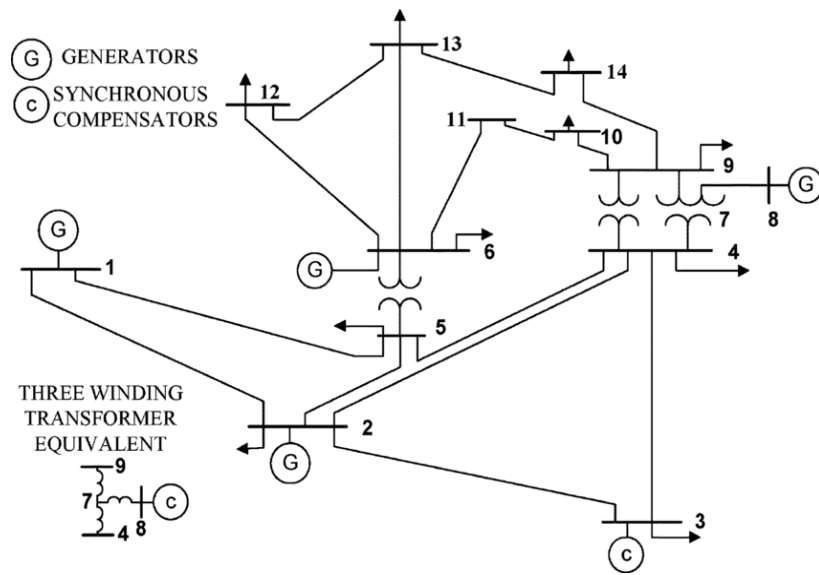 G GENERATORS
c SYNCHRONOUS
COMPENSATORS
13
14
12
11
10
9
G
8
7
G
6
4
G
1
5
THREE WINDING
TRANSFORMER
EQUIVALENT
2
G
9
7
c
8
4
3
c